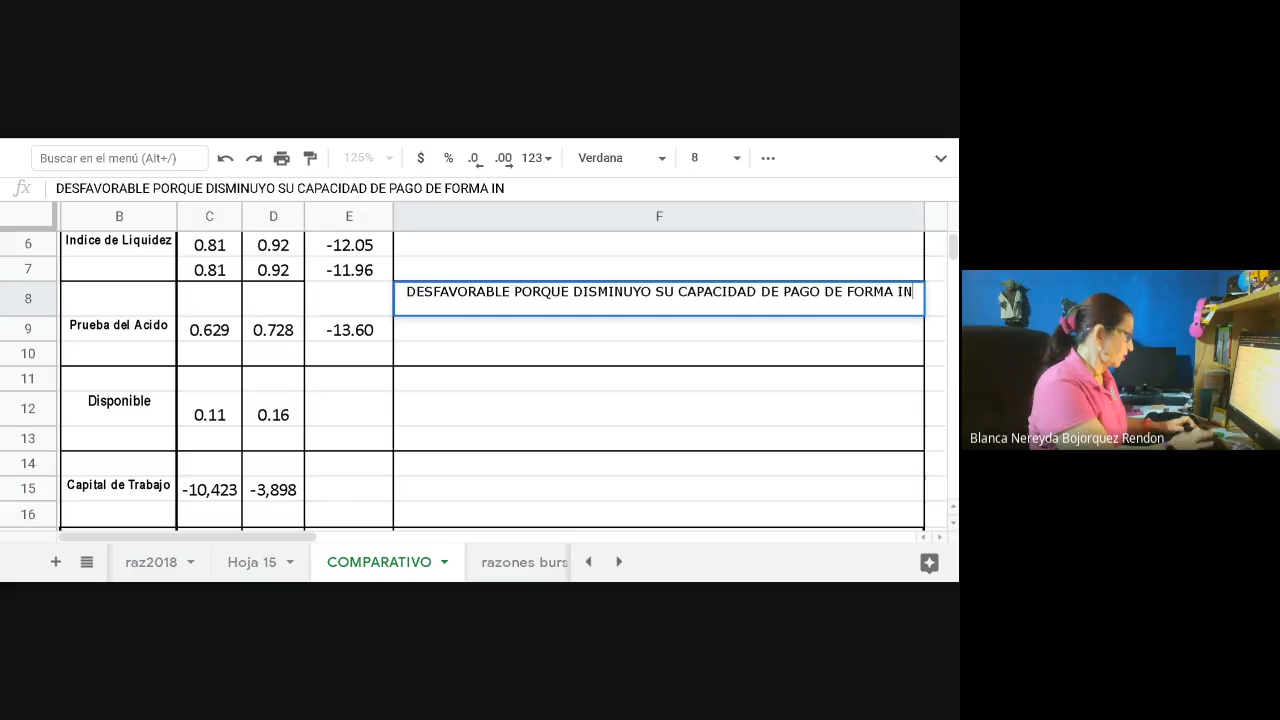 Buscar en el menú (Alt+/) 125% $ % .0 .00 123 Verdana 8
fx DESFAVORABLE PORQUE DISMINUYO SU CAPACIDAD DE PAGO DE FORMA IN
B C D E F
6 Indice de Liquidez 0.81 0.92 -12.05
7 0.81 0.92 -11.96
8 DESFAVORABLE PORQUE DISMINUYO SU CAPACIDAD DE PAGO DE FORMA IN
9 Prueba del Acido 0.629 0.728 -13.60
10
11
12 Disponible 0.11 0.16
13
14
15 Capital de Trabajo -10,423 -3,898
16
raz2018 Hoja 15 COMPARATIVO razones burs
Blanca Nereyda Bojorquez Rendon